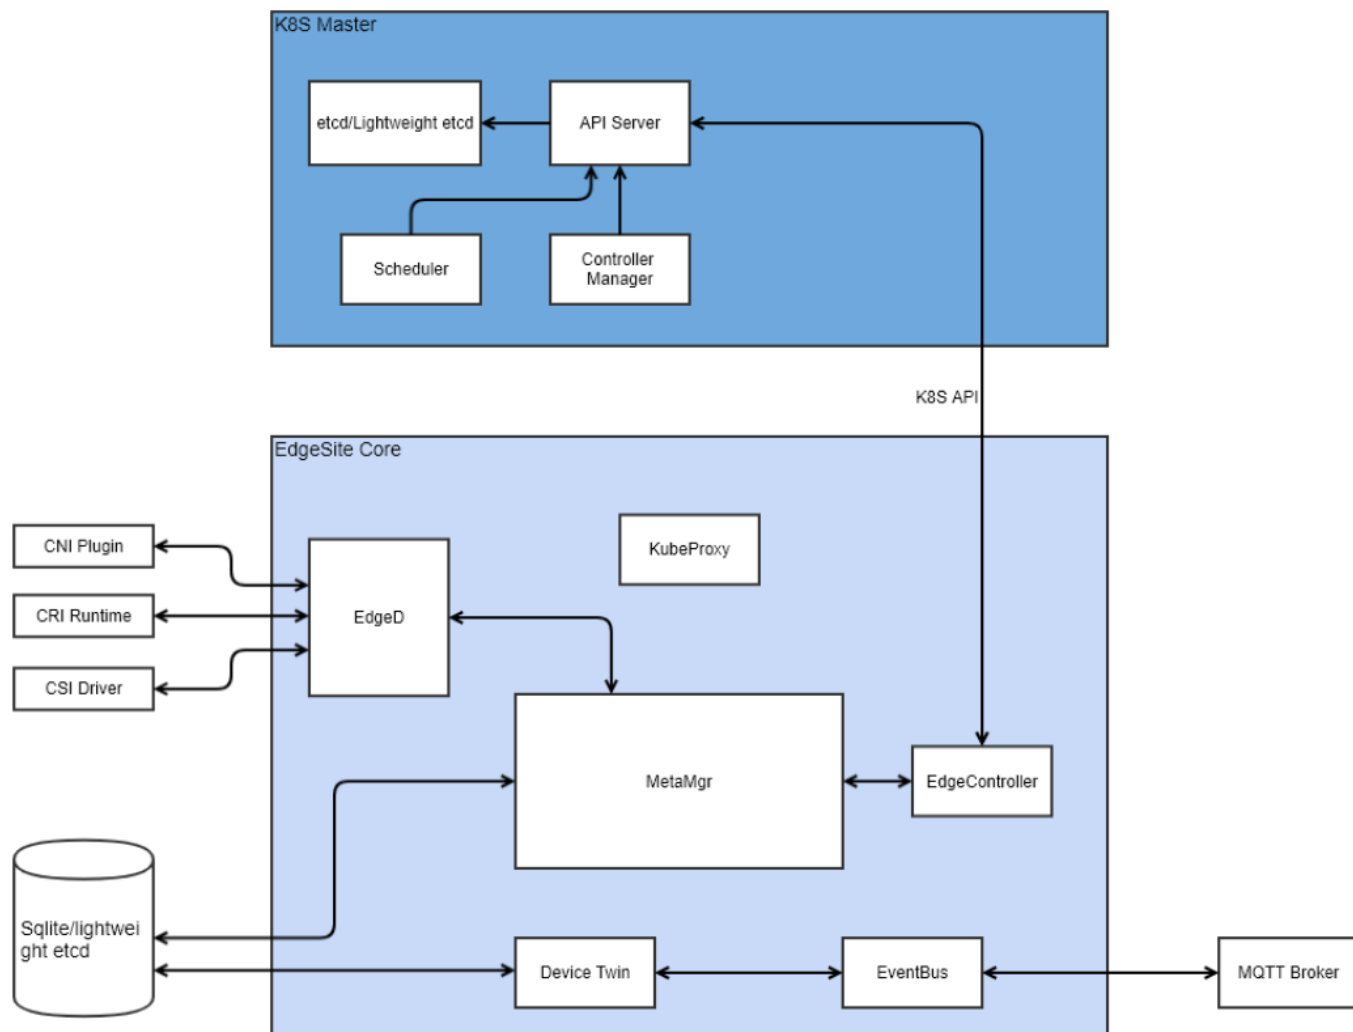 K8S Master
etcd/Lightweight etcd
API Server
Scheduler
Controller
Manager
K8S API
EdgeSite Core
CNI Plugin
KubeProxy
CRI Runtime
EdgeD
CSI Driver
MetaMgr
EdgeController
Sqlite/lightwei
ght etcd
Device Twin
EventBus
MQTT Broker